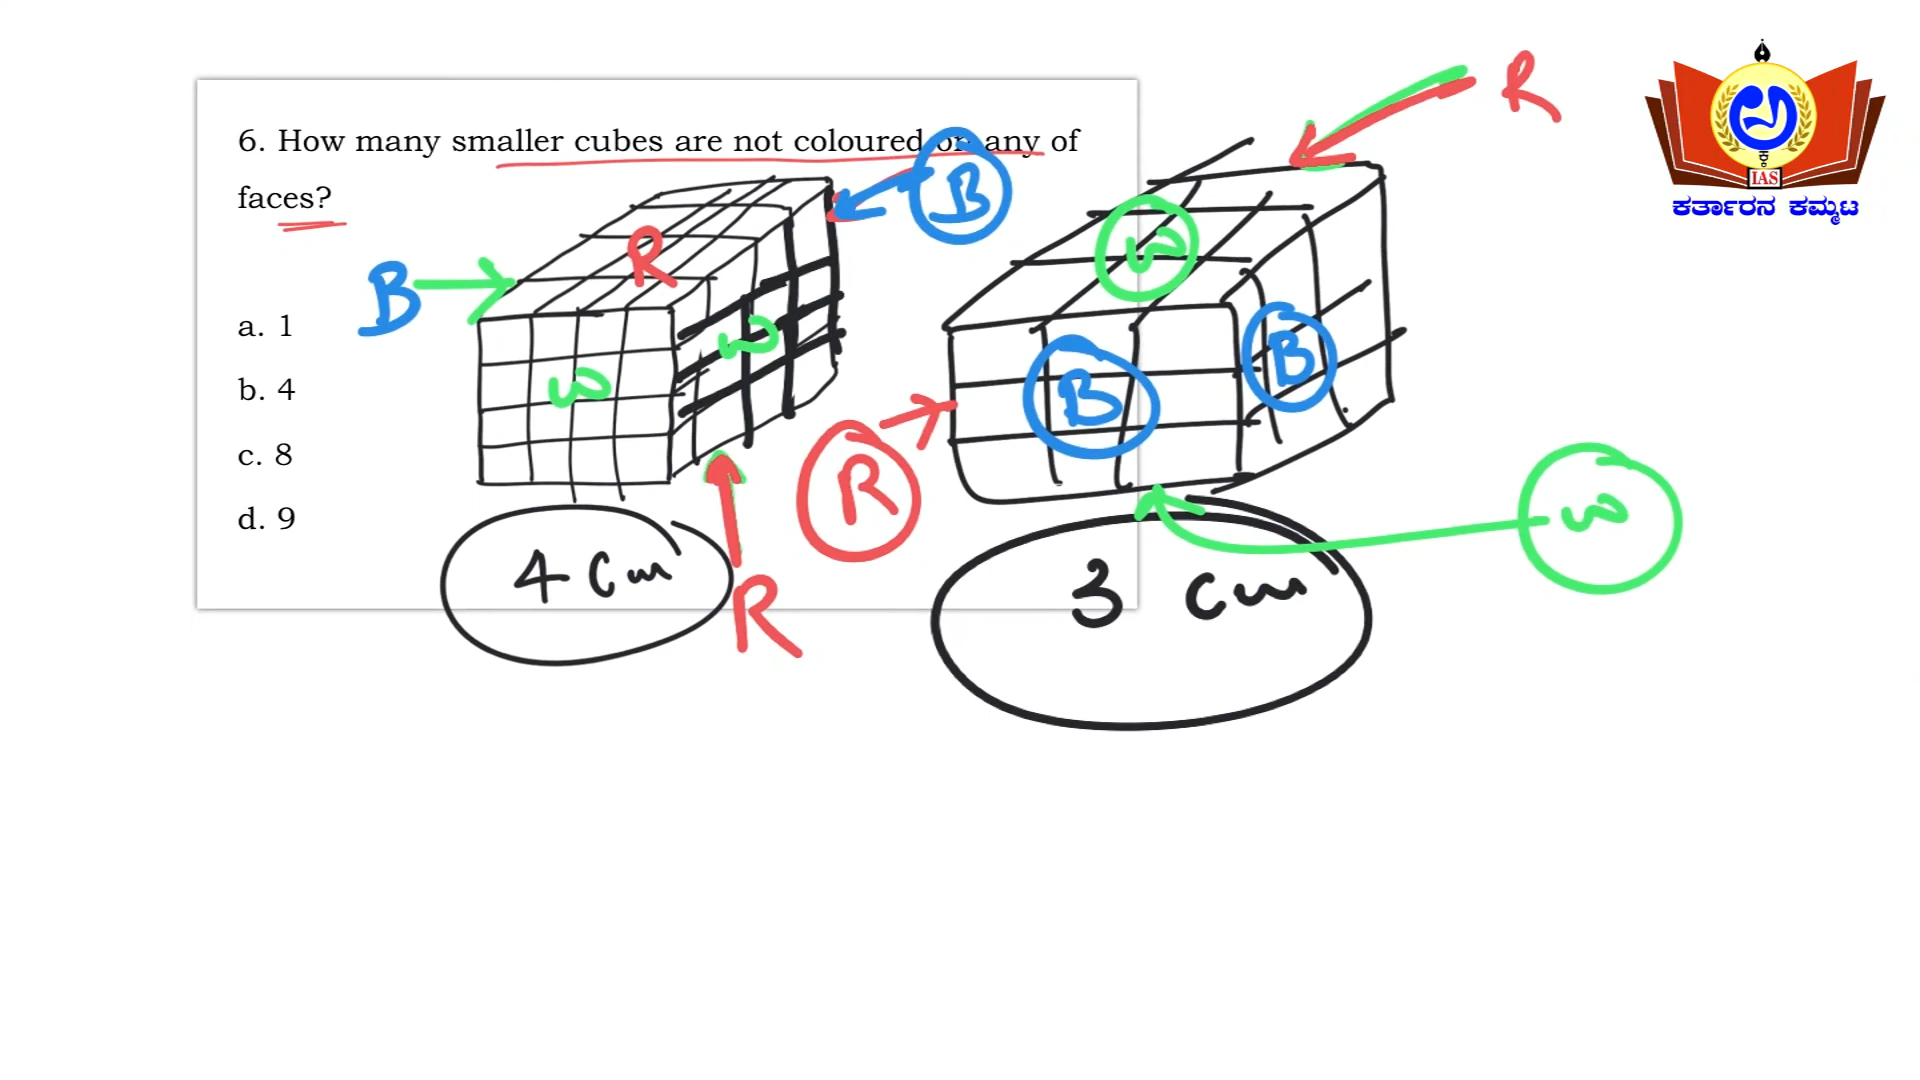 6. How many smaller cubes are not coloured on any of
faces?
a. 1
b. 4
c. 8
d. 9
B
R
B
W
W
R
4 cm
R
W
B
B
R
W
3 cm
IAS
ಕರ್ತಾರನ ಕಮ್ಮಟ